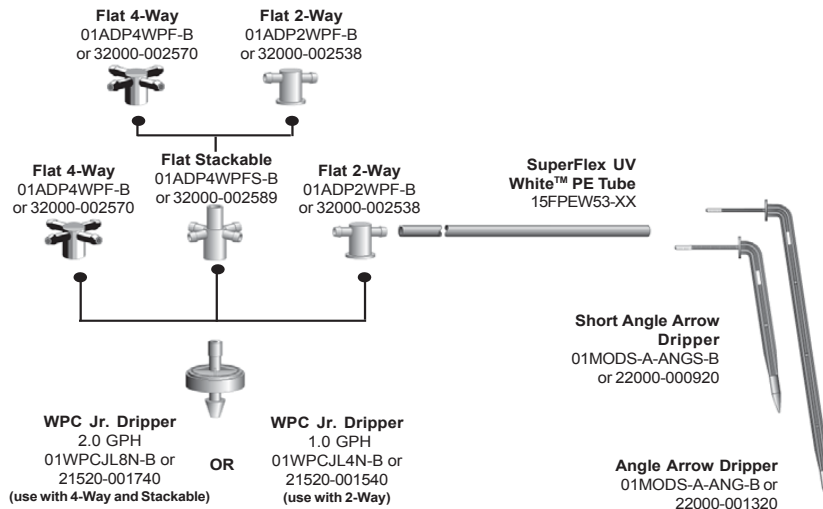 Flat 4-Way
01ADP4WPF-B
or 32000-002570
Flat 2-Way
01ADP2WPF-B
or 32000-002538
Flat 4-Way
01ADP4WPF-B
or 32000-002570
Flat Stackable
01ADP4WPFS-B
or 32000-002589
Flat 2-Way
01ADP2WPF-B
or 32000-002538
SuperFlex UV
White™ PE Tube
15FPEW53-XX
Short Angle Arrow
Dripper
01MODS-A-ANGS-B
or 22000-000920
WPC Jr. Dripper
2.0 GPH
01WPCJL8N-B or
21520-001740
(use with 4-Way and Stackable)
OR
WPC Jr. Dripper
1.0 GPH
01WPCJL4N-B or
21520-001540
(use with 2-Way)
Angle Arrow Dripper
01MODS-A-ANG-B or
22000-001320